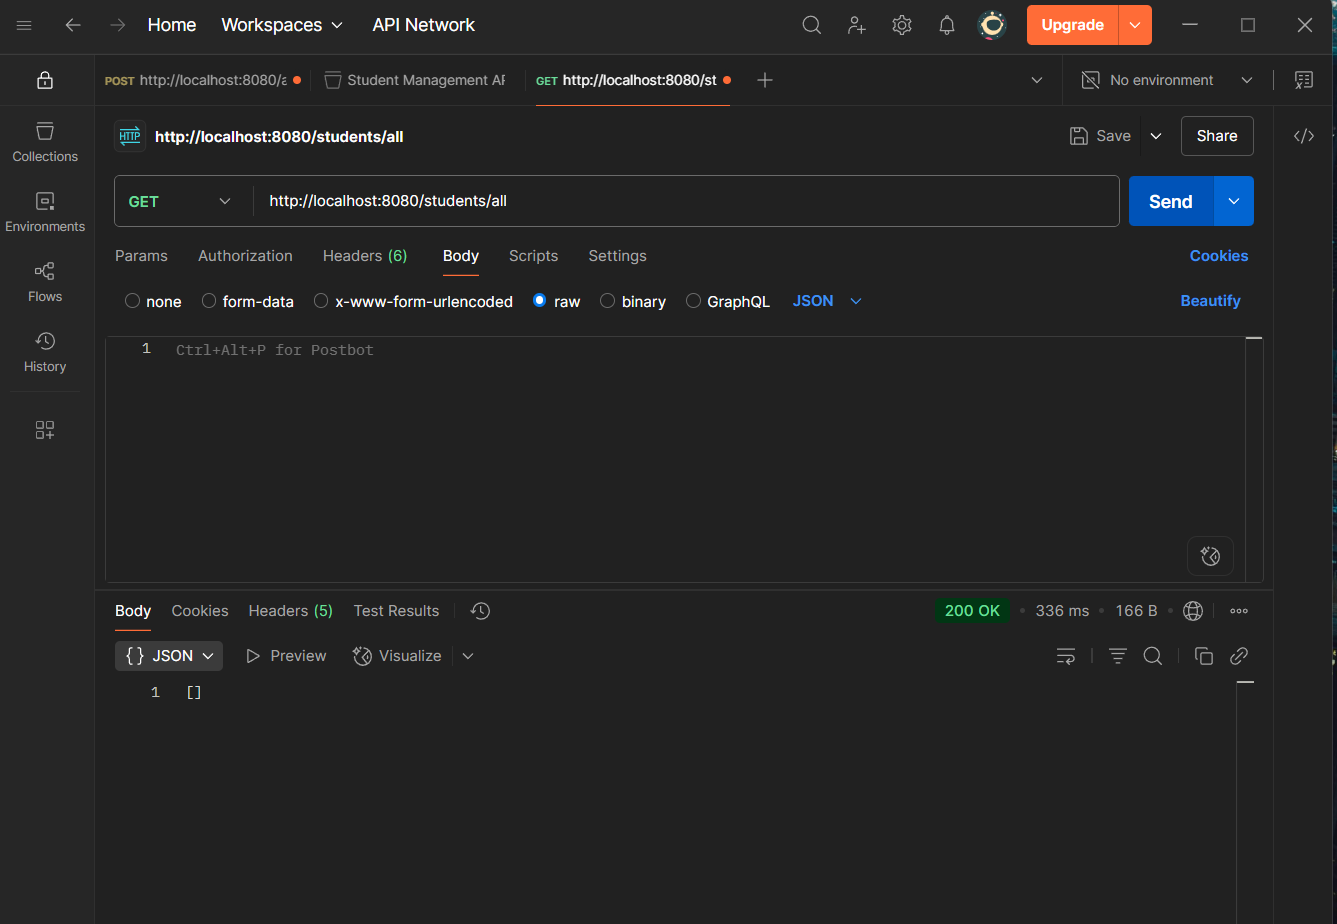 Home Workspaces API Network Upgrade
POST http://localhost:8080/a Student Management AP GET http://localhost:8080/st No environment
HTTP http://localhost:8080/students/all Save Share
GET http://localhost:8080/students/all Send
Params Authorization Headers (6) Body Scripts Settings Cookies
none form-data x-www-form-urlencoded raw binary GraphQL JSON Beautify
1 Ctrl+Alt+P for Postbot
Collections
Environments
Flows
History
Body Cookies Headers (5) Test Results 200 OK • 336 ms • 166 B
{} JSON Preview Visualize
1 []